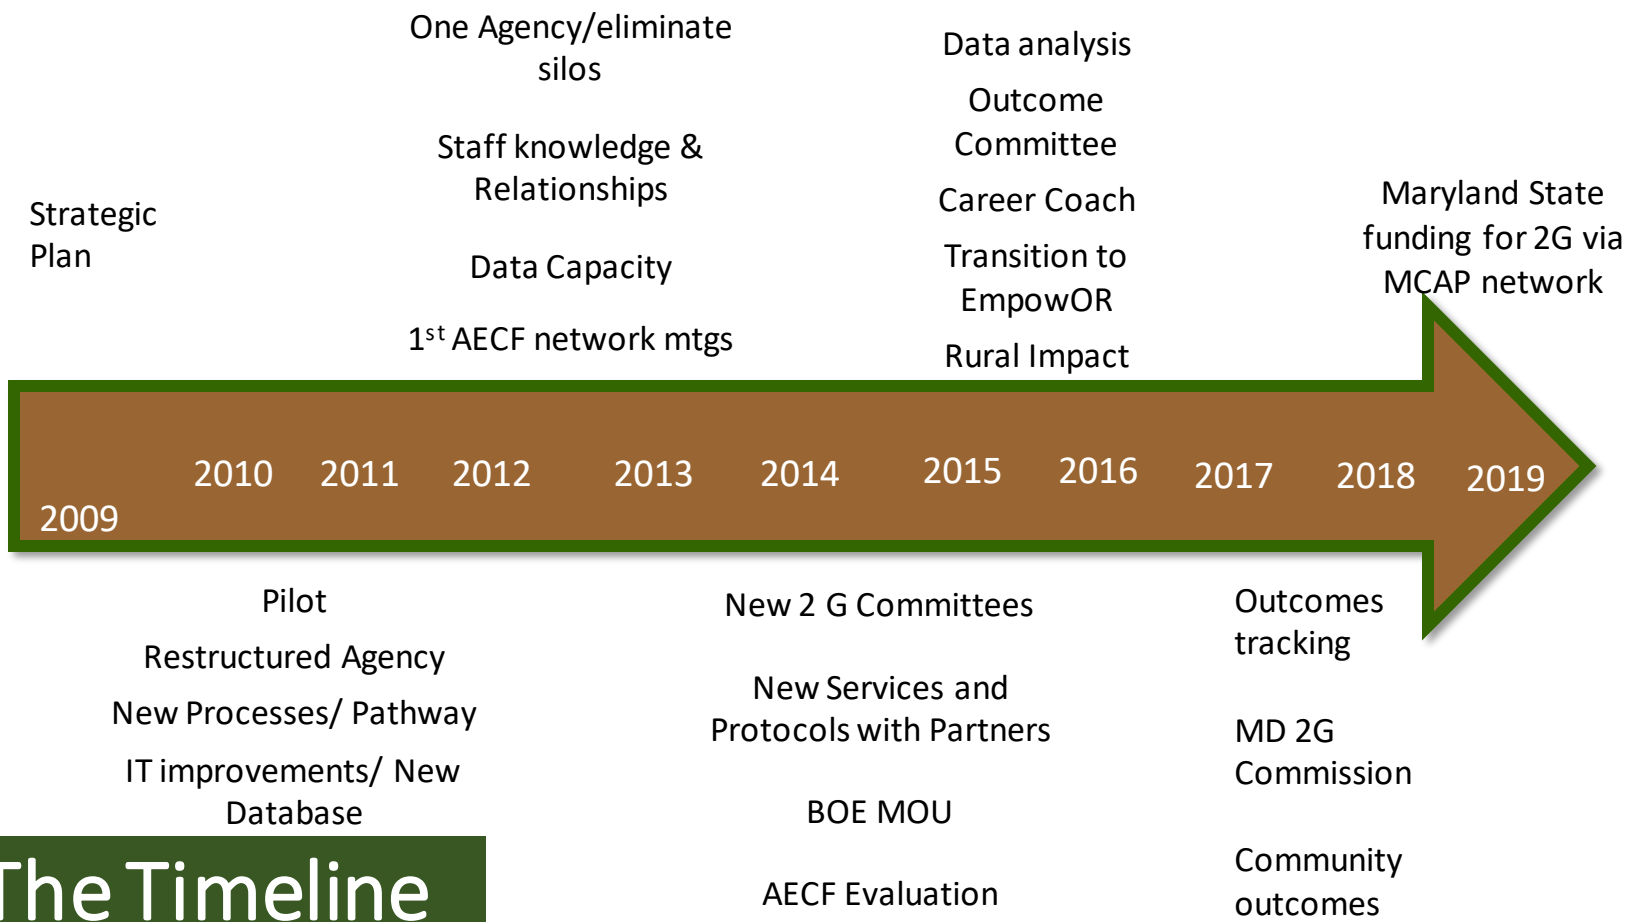 One Agency/eliminate
silos
Staff knowledge &
Relationships
Data Capacity
1st AECF network mtgs
Data analysis
Outcome
Committee
Career Coach
Transition to
EmpowOR
Rural Impact
Strategic
Plan
Maryland State
funding for 2G via
MCAP network
2009
2010
2011
2012
2013
2014
2015
2016
2017
2018
2019
Pilot
Restructured Agency
New Processes/ Pathway
IT improvements/ New
Database
New 2 G Committees
New Services and
Protocols with Partners
BOE MOU
AECF Evaluation
Outcomes
tracking
MD 2G
Commission
Community
outcomes
The Timeline